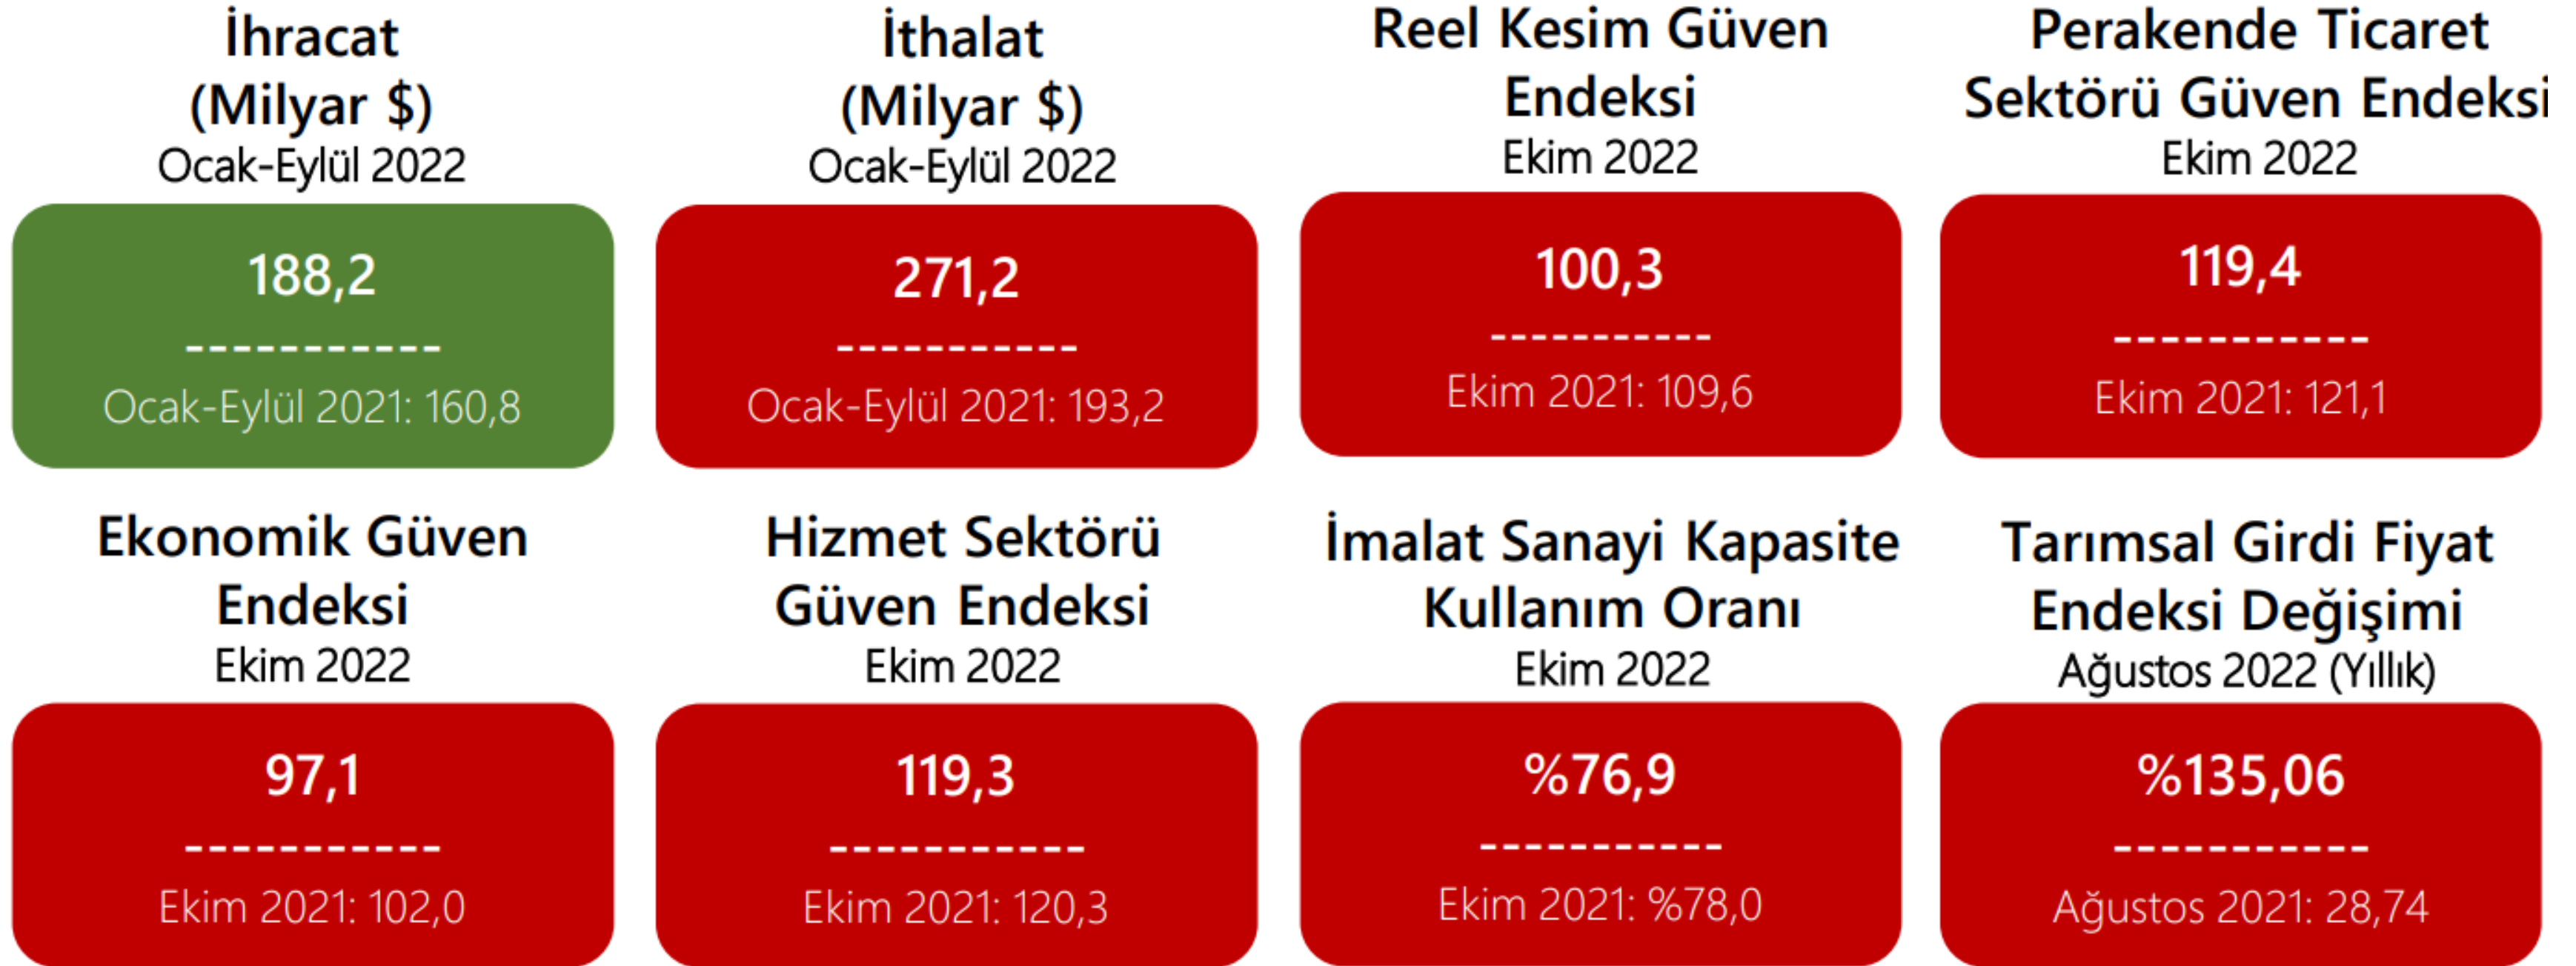 İhracat
(Milyar $)
Ocak-Eylül 2022
188,2
-----------
Ocak-Eylül 2021: 160,8
İthalat
(Milyar $)
Ocak-Eylül 2022
271,2
-----------
Ocak-Eylül 2021: 193,2
Reel Kesim Güven
Endeksi
Ekim 2022
100,3
-----------
Ekim 2021: 109,6
Perakende Ticaret
Sektörü Güven Endeksi
Ekim 2022
119,4
-----------
Ekim 2021: 121,1
Ekonomik Güven
Endeksi
Ekim 2022
97,1
-----------
Ekim 2021: 102,0
Hizmet Sektörü
Güven Endeksi
Ekim 2022
119,3
-----------
Ekim 2021: 120,3
İmalat Sanayi Kapasite
Kullanım Oranı
Ekim 2022
%76,9
-----------
Ekim 2021: %78,0
Tarımsal Girdi Fiyat
Endeksi Değişimi
Ağustos 2022 (Yıllık)
%135,06
-----------
Ağustos 2021: 28,74